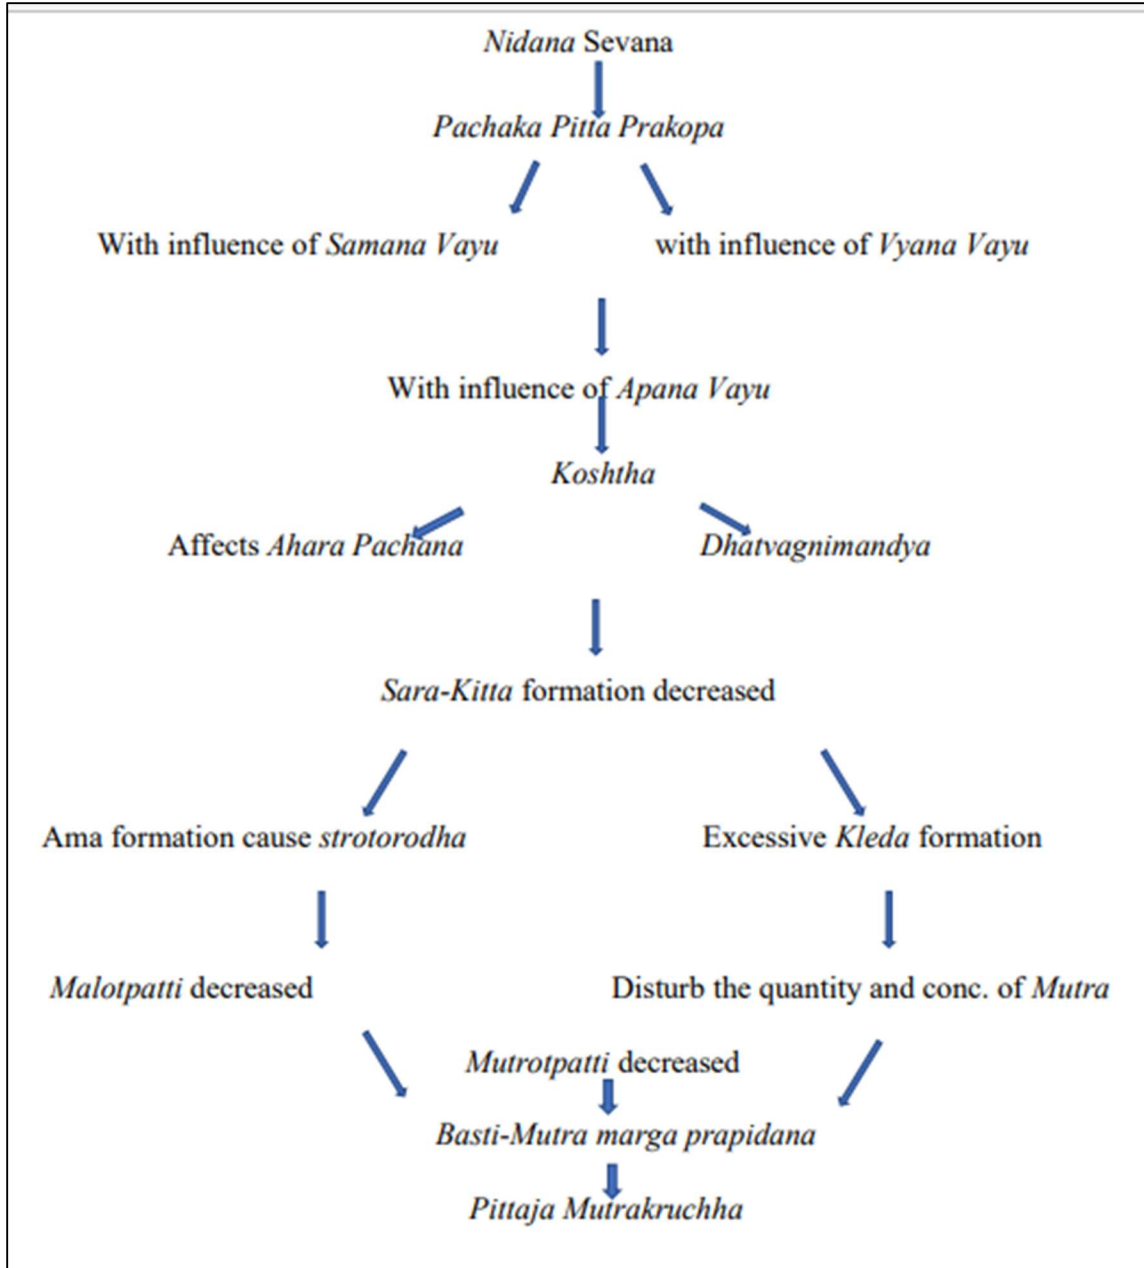 Nidana Sevana
Pachaka Pitta Prakopa
With influence of Samana Vayu
with influence of Vyana Vayu
With influence of Apana Vayu
Koshtha
Affects Ahara Pachana
Dhatvagnimandya
Sara-Kitta formation decreased
Ama formation cause strotorodha
Excessive Kleda formation
Malotpatti decreased
Disturb the quantity and conc. of Mutra
Mutrotpatti decreased
Basti-Mutra marga prapidana
Pittaja Mutrakruchha